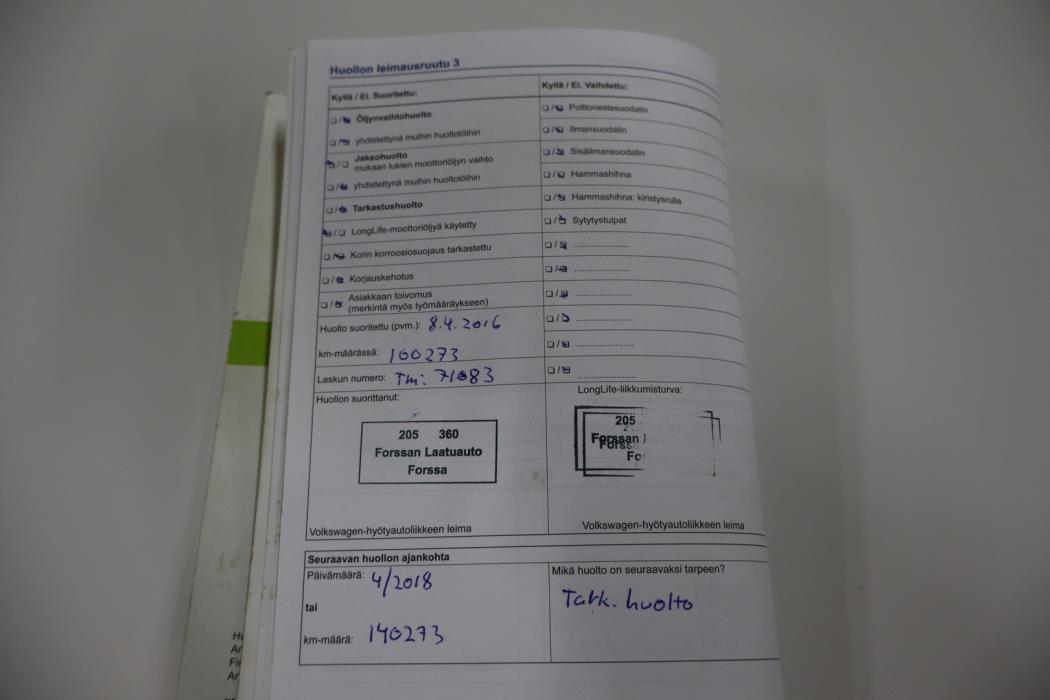 Huollon leimausruutu 3
Kyllä / Ei. Suoritettu:
Öljynvaihtohuolto
yhdistettynä muihin huoltotöihin
Jaksohuolto
mukaan lukien moottoriöljyn vaihto
yhdistettynä muihin huoltotöihin
Tarkastushuolto
LongLife-moottoriöljyä käytetty
Korin korroosiosuojaus tarkastettu
Korjauskehotus
Asiakkaan toivomus
(merkintä myös työmääräykseen)
Huolto suoritettu (pvm.): 8.4.2016
km-määrässä: 100273
Laskun numero: Tm: 71083
Kyllä / Ei. Vaihdettu:
Polttonestesuodatin
Ilmansuodatin
Sisäilmansuodatin
Hammashihna
Hammashihna: kiristysrulla
Sytytystulpat
Huollon suorittanut:
205 360
Forssan Laatuauto
Forssa
Volkswagen-hyötyautoliikkeen leima
LongLife-liikkumisturva:
205
Forssan
Volkswagen-hyötyautoliikkeen leima
Seuraavan huollon ajankohta
Päivämäärä: 4/2018
tai
km-määrä: 140273
Mikä huolto on seuraavaksi tarpeen?
Tark. huolto